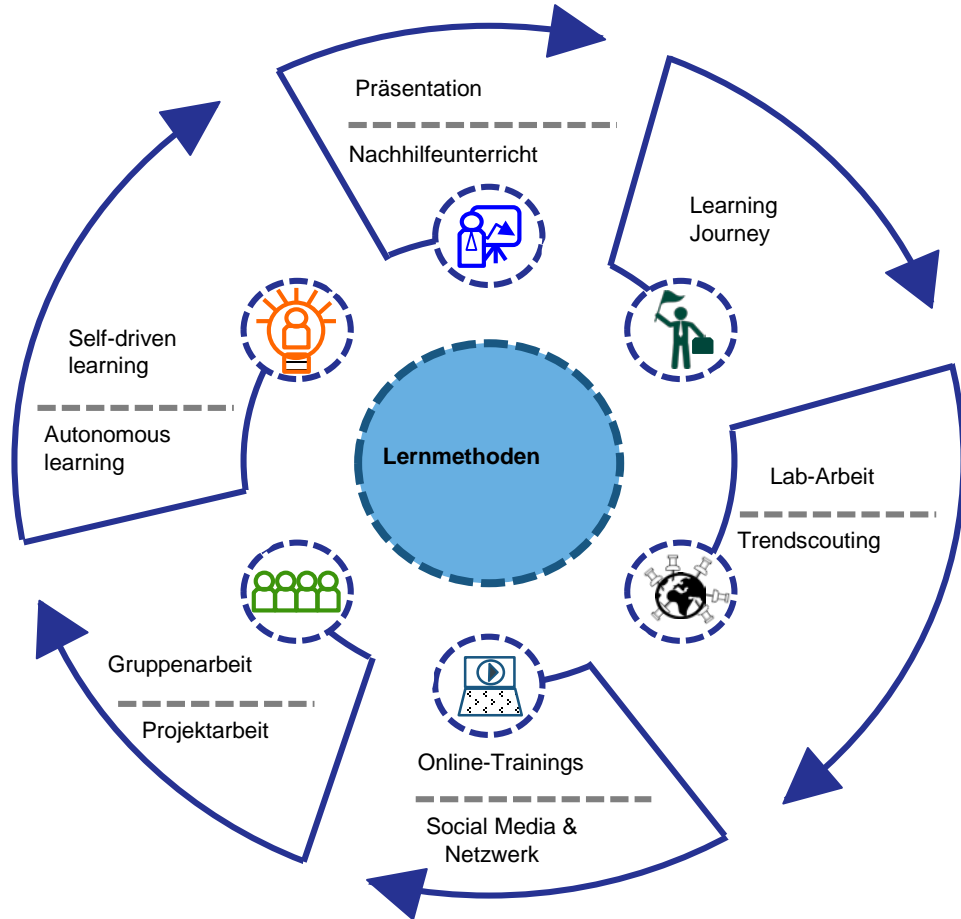 Präsentation
Nachhilfeunterricht
Learning
Journey
Lab-Arbeit
Trendscouting
Online-Trainings
Social Media &
Netzwerk
Gruppenarbeit
Projektarbeit
Self-driven
learning
Autonomous
learning
Lernmethoden